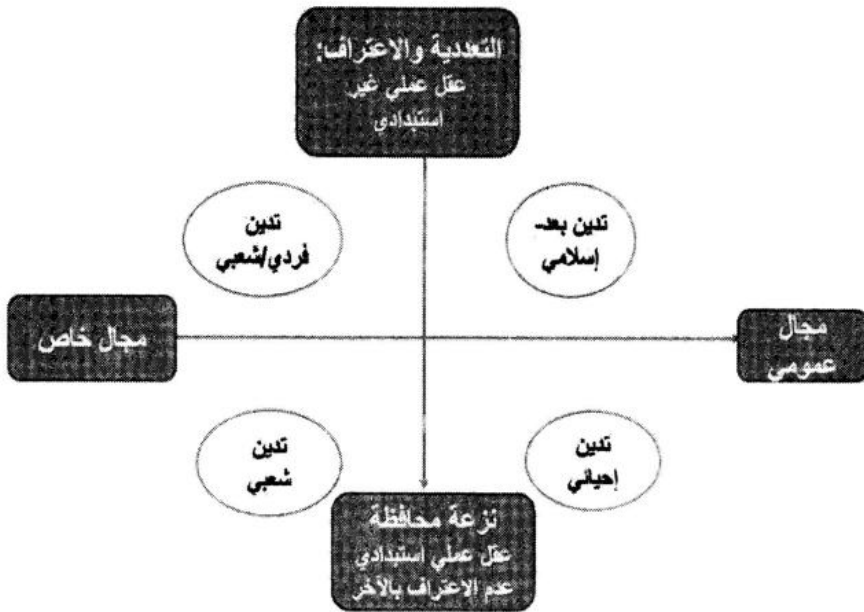 التعددية والاعتراف:
عقل عملي غير
استبدادي
تدين بعد-
إسلامي
تدين
فردي/شعبي
مجال
عمومي
مجال خاص
تدين
إحيائي
تدين
شعبي
نزعة محافظة
عقل عملي استبدادي
عدم الاعتراف بالآخر